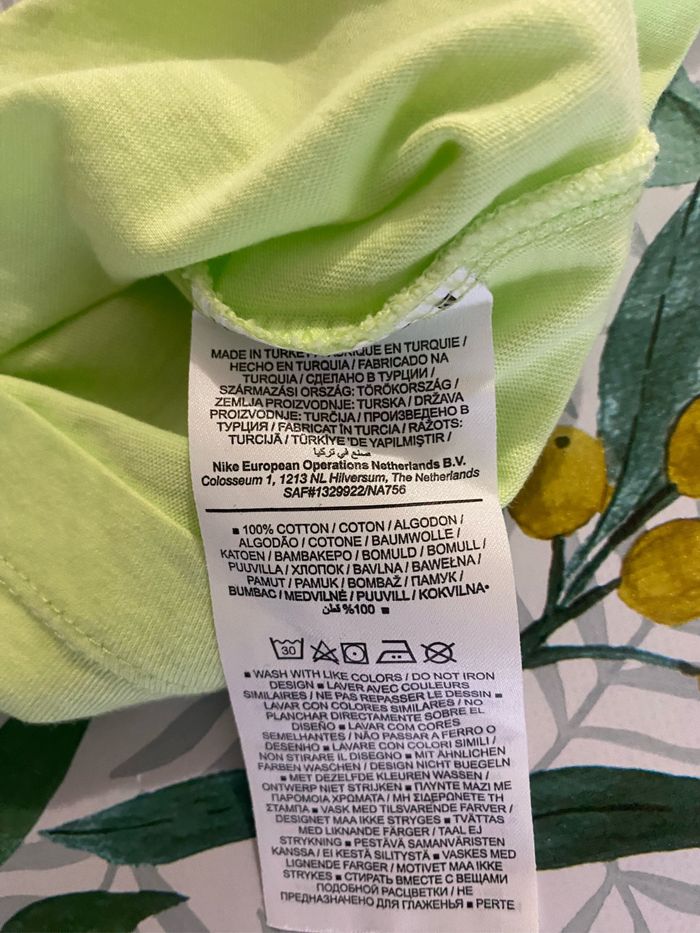 MADE IN TURKEY / FABRIQUE EN TURQUIE /
HECHO EN TURQUIA / FABRICADO NA
TURQUIA / СДЕЛАНО В ТУРЦИИ /
SZÁRMAZÁSI ORSZÁG: TÖRÖKORSZÁG /
ZEMLJA PROIZVODNJE: TURSKA / DRŽAVA
PROIZVODNJE: TURČIJA / ПРОИЗВЕДЕНО В
ТУРЦИЯ / FABRICAT ÎN TURCIA / RAŽOTS:
TURCIJĀ / TÜRKİYE'DE YAPILMIŞTIR /
صنع في تركيا
Nike European Operations Netherlands B.V.
Colosseum 1, 1213 NL Hilversum, The Netherlands
SAF#1329922/NA756
■ 100% COTTON / COTON / ALGODON /
ALGODÃO / COTONE / BAUMWOLLE /
KATOEN / ΒΑΜΒΑΚΕΡΟ / BOMULD / BOMULL /
PUUVILLA / ХЛОПОК / BAVLNA / BAWEŁNA /
PAMUT / PAMUK / BOMBAŽ / ПАМУК /
BUMBAC / MEDVILNĖ / PUUVILL / KOKVILNA•
%100 قطن ■
30
■ WASH WITH LIKE COLORS / DO NOT IRON
DESIGN ■ LAVER AVEC COULEURS
SIMILAIRES / NE PAS REPASSER LE DESSIN ■
LAVAR CON COLORES SIMILARES / NO
PLANCHAR DIRECTAMENTE SOBRE EL
DISEÑO ■ LAVAR COM CORES
SEMELHANTES / NÃO PASSAR A FERRO O
DESENHO ■ LAVARE CON COLORI SIMILI /
NON STIRARE IL DISEGNO ■ MIT ÄHNLICHEN
FARBEN WASCHEN / DESIGN NICHT BUEGELN
■ MET DEZELFDE KLEUREN WASSEN /
ONTWERP NIET STRIJKEN ■ ΠΛΥΝΤΕ ΜΑΖΙ ΜΕ
ΠΑΡΟΜΟΙΑ ΧΡΩΜΑΤΑ / ΜΗ ΣΙΔΕΡΩΝΕΤΕ ΤΗ
ΣΤΑΜΠΑ ■ VASK MED TILSVARENDE FARVER /
DESIGNET MAA IKKE STRYGES ■ TVÄTTAS
MED LIKNANDE FÄRGER / TAAL EJ
STRYKNING ■ PESTÄVÄ SAMANVÄRISTEN
KANSSA / EI KESTÄ SILITYSTÄ ■ VASKES MED
LIGNENDE FARGER / MOTIVET MAA IKKE
STRYKES ■ СТИРАТЬ ВМЕСТЕ С ВЕЩАМИ
ПОДОБНОЙ РАСЦВЕТКИ / НЕ
ПРЕДНАЗНАЧЕНО ДЛЯ ГЛАЖЕНЬЯ ■ PERTE